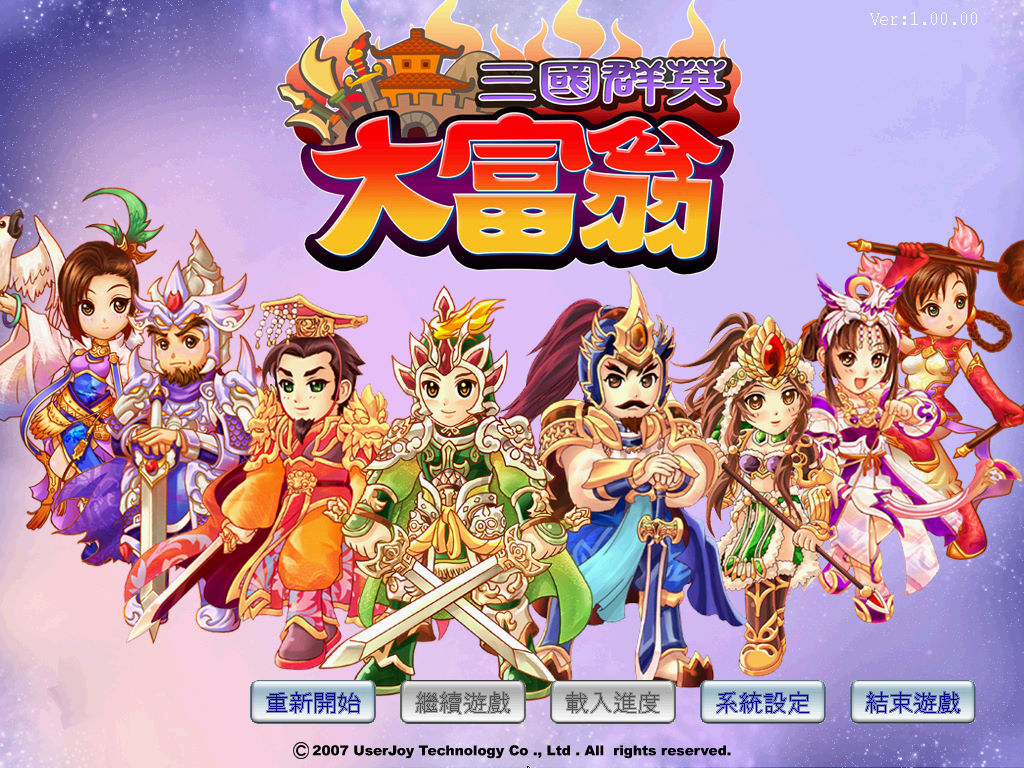 Ver:1.00.00
三國群英
大富翁
重新開始
繼續遊戲
載入進度
系統設定
結束遊戲
©2007 UserJoy Technology Co ., Ltd . All rights reserved.